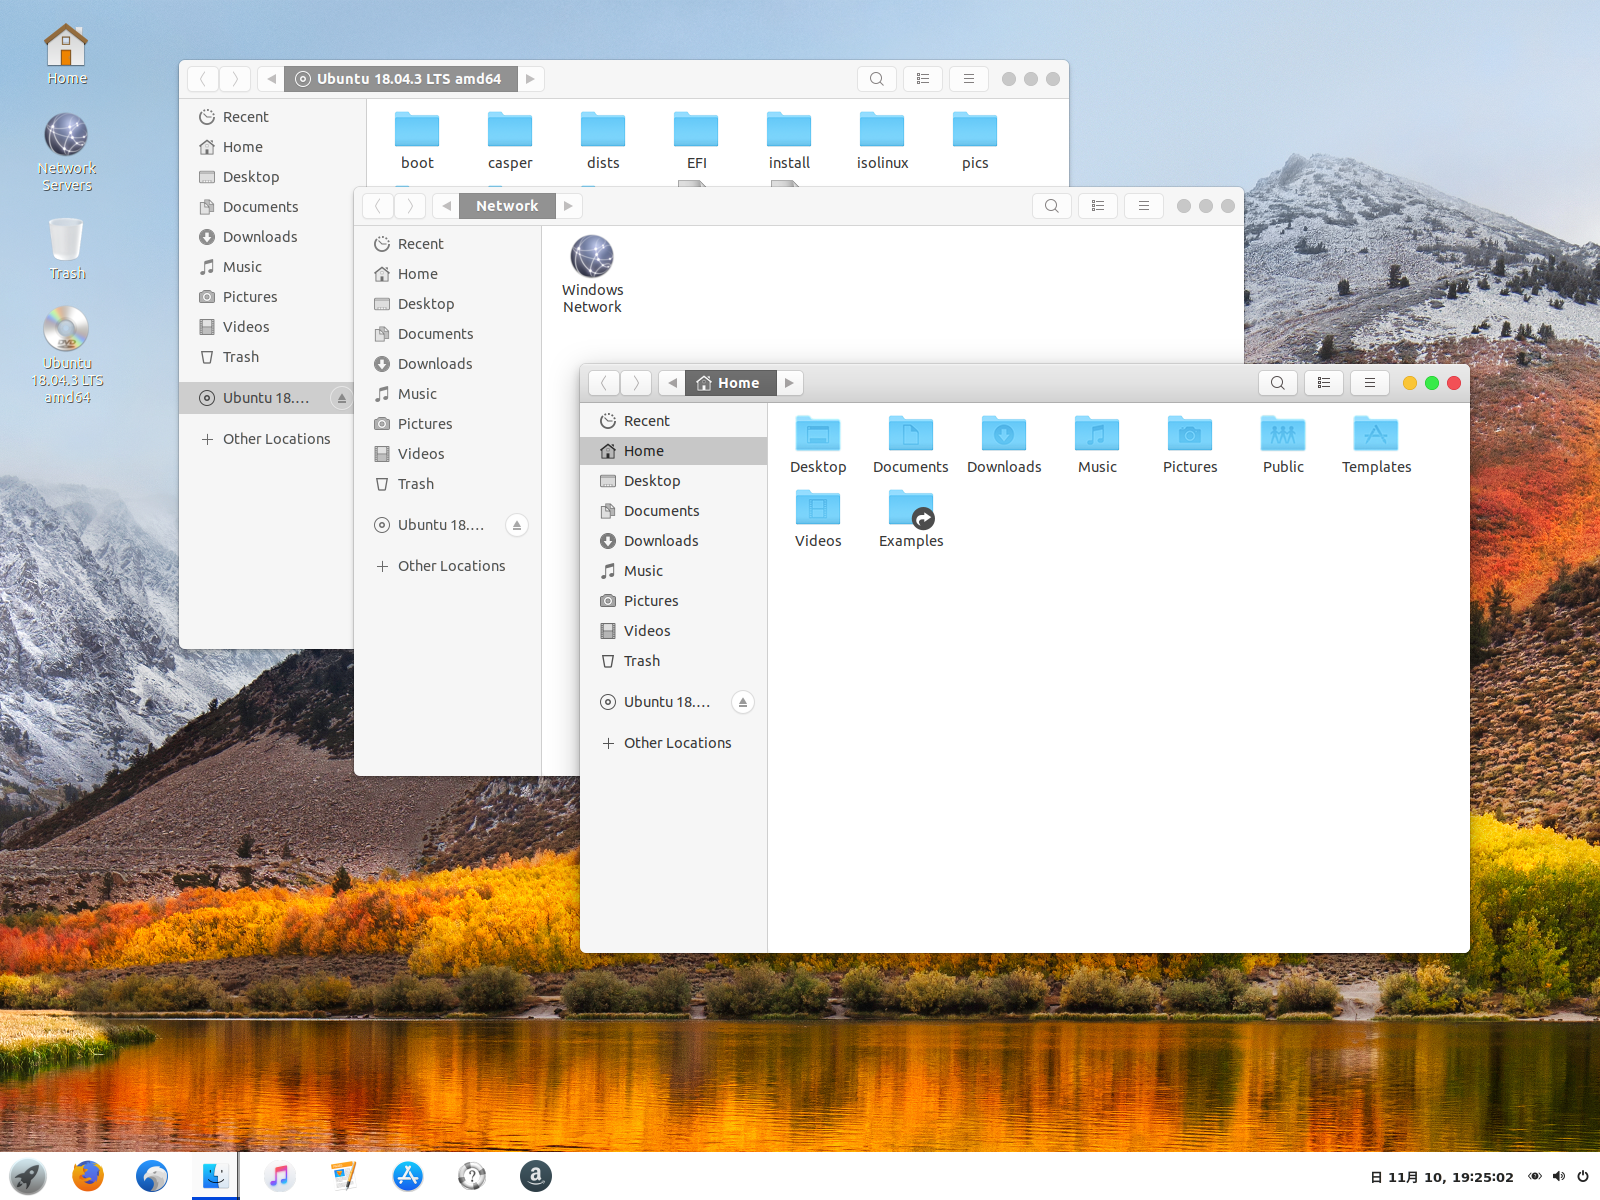 Home
Network
Servers
Trash
Ubuntu
18.04.3 LTS
amd64
Ubuntu 18.04.3 LTS amd64
Recent
Home
Desktop
Documents
Downloads
Music
Pictures
Videos
Trash
Ubuntu 18....
Other Locations
boot
casper
dists
EFI
install
isolinux
pics
Network
Recent
Home
Desktop
Documents
Downloads
Music
Pictures
Videos
Trash
Ubuntu 18....
Other Locations
Windows
Network
Home
Recent
Home
Desktop
Documents
Downloads
Music
Pictures
Videos
Trash
Ubuntu 18....
Other Locations
Desktop
Documents
Downloads
Music
Pictures
Public
Templates
Videos
Examples
日 11月 10, 19:25:02